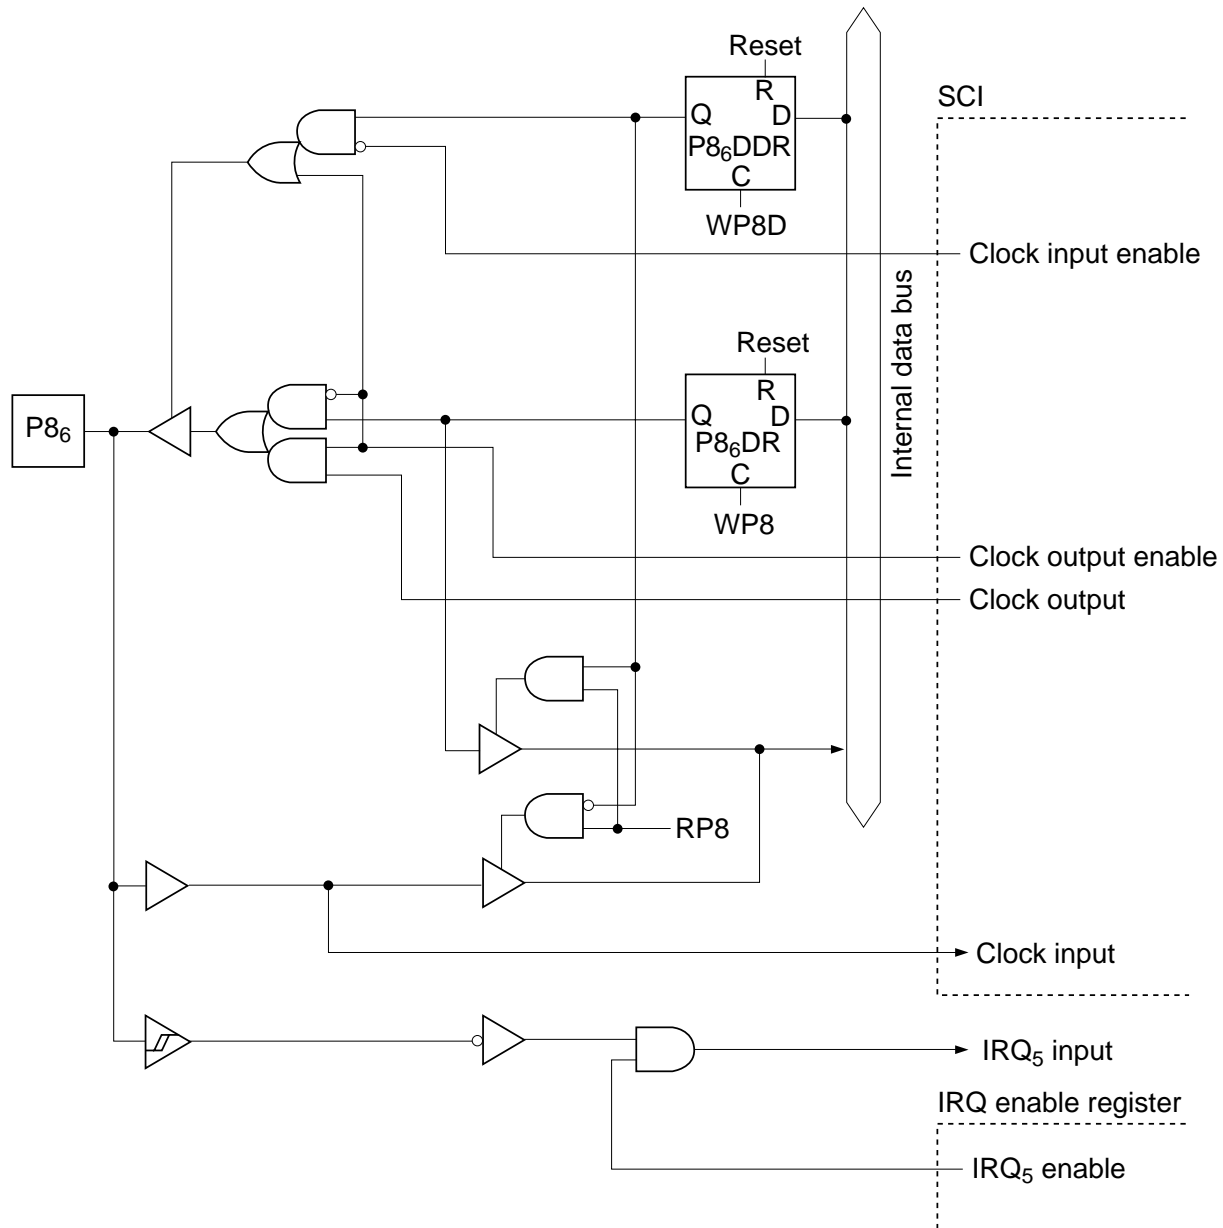 Reset
R
Q D
P8₆DDR
C
WP8D
SCI
Clock input enable
Internal data bus
Reset
R
Q D
P8₆DR
C
WP8
P8₆
Clock output enable
Clock output
RP8
Clock input
IRQ₅ input
IRQ enable register
IRQ₅ enable